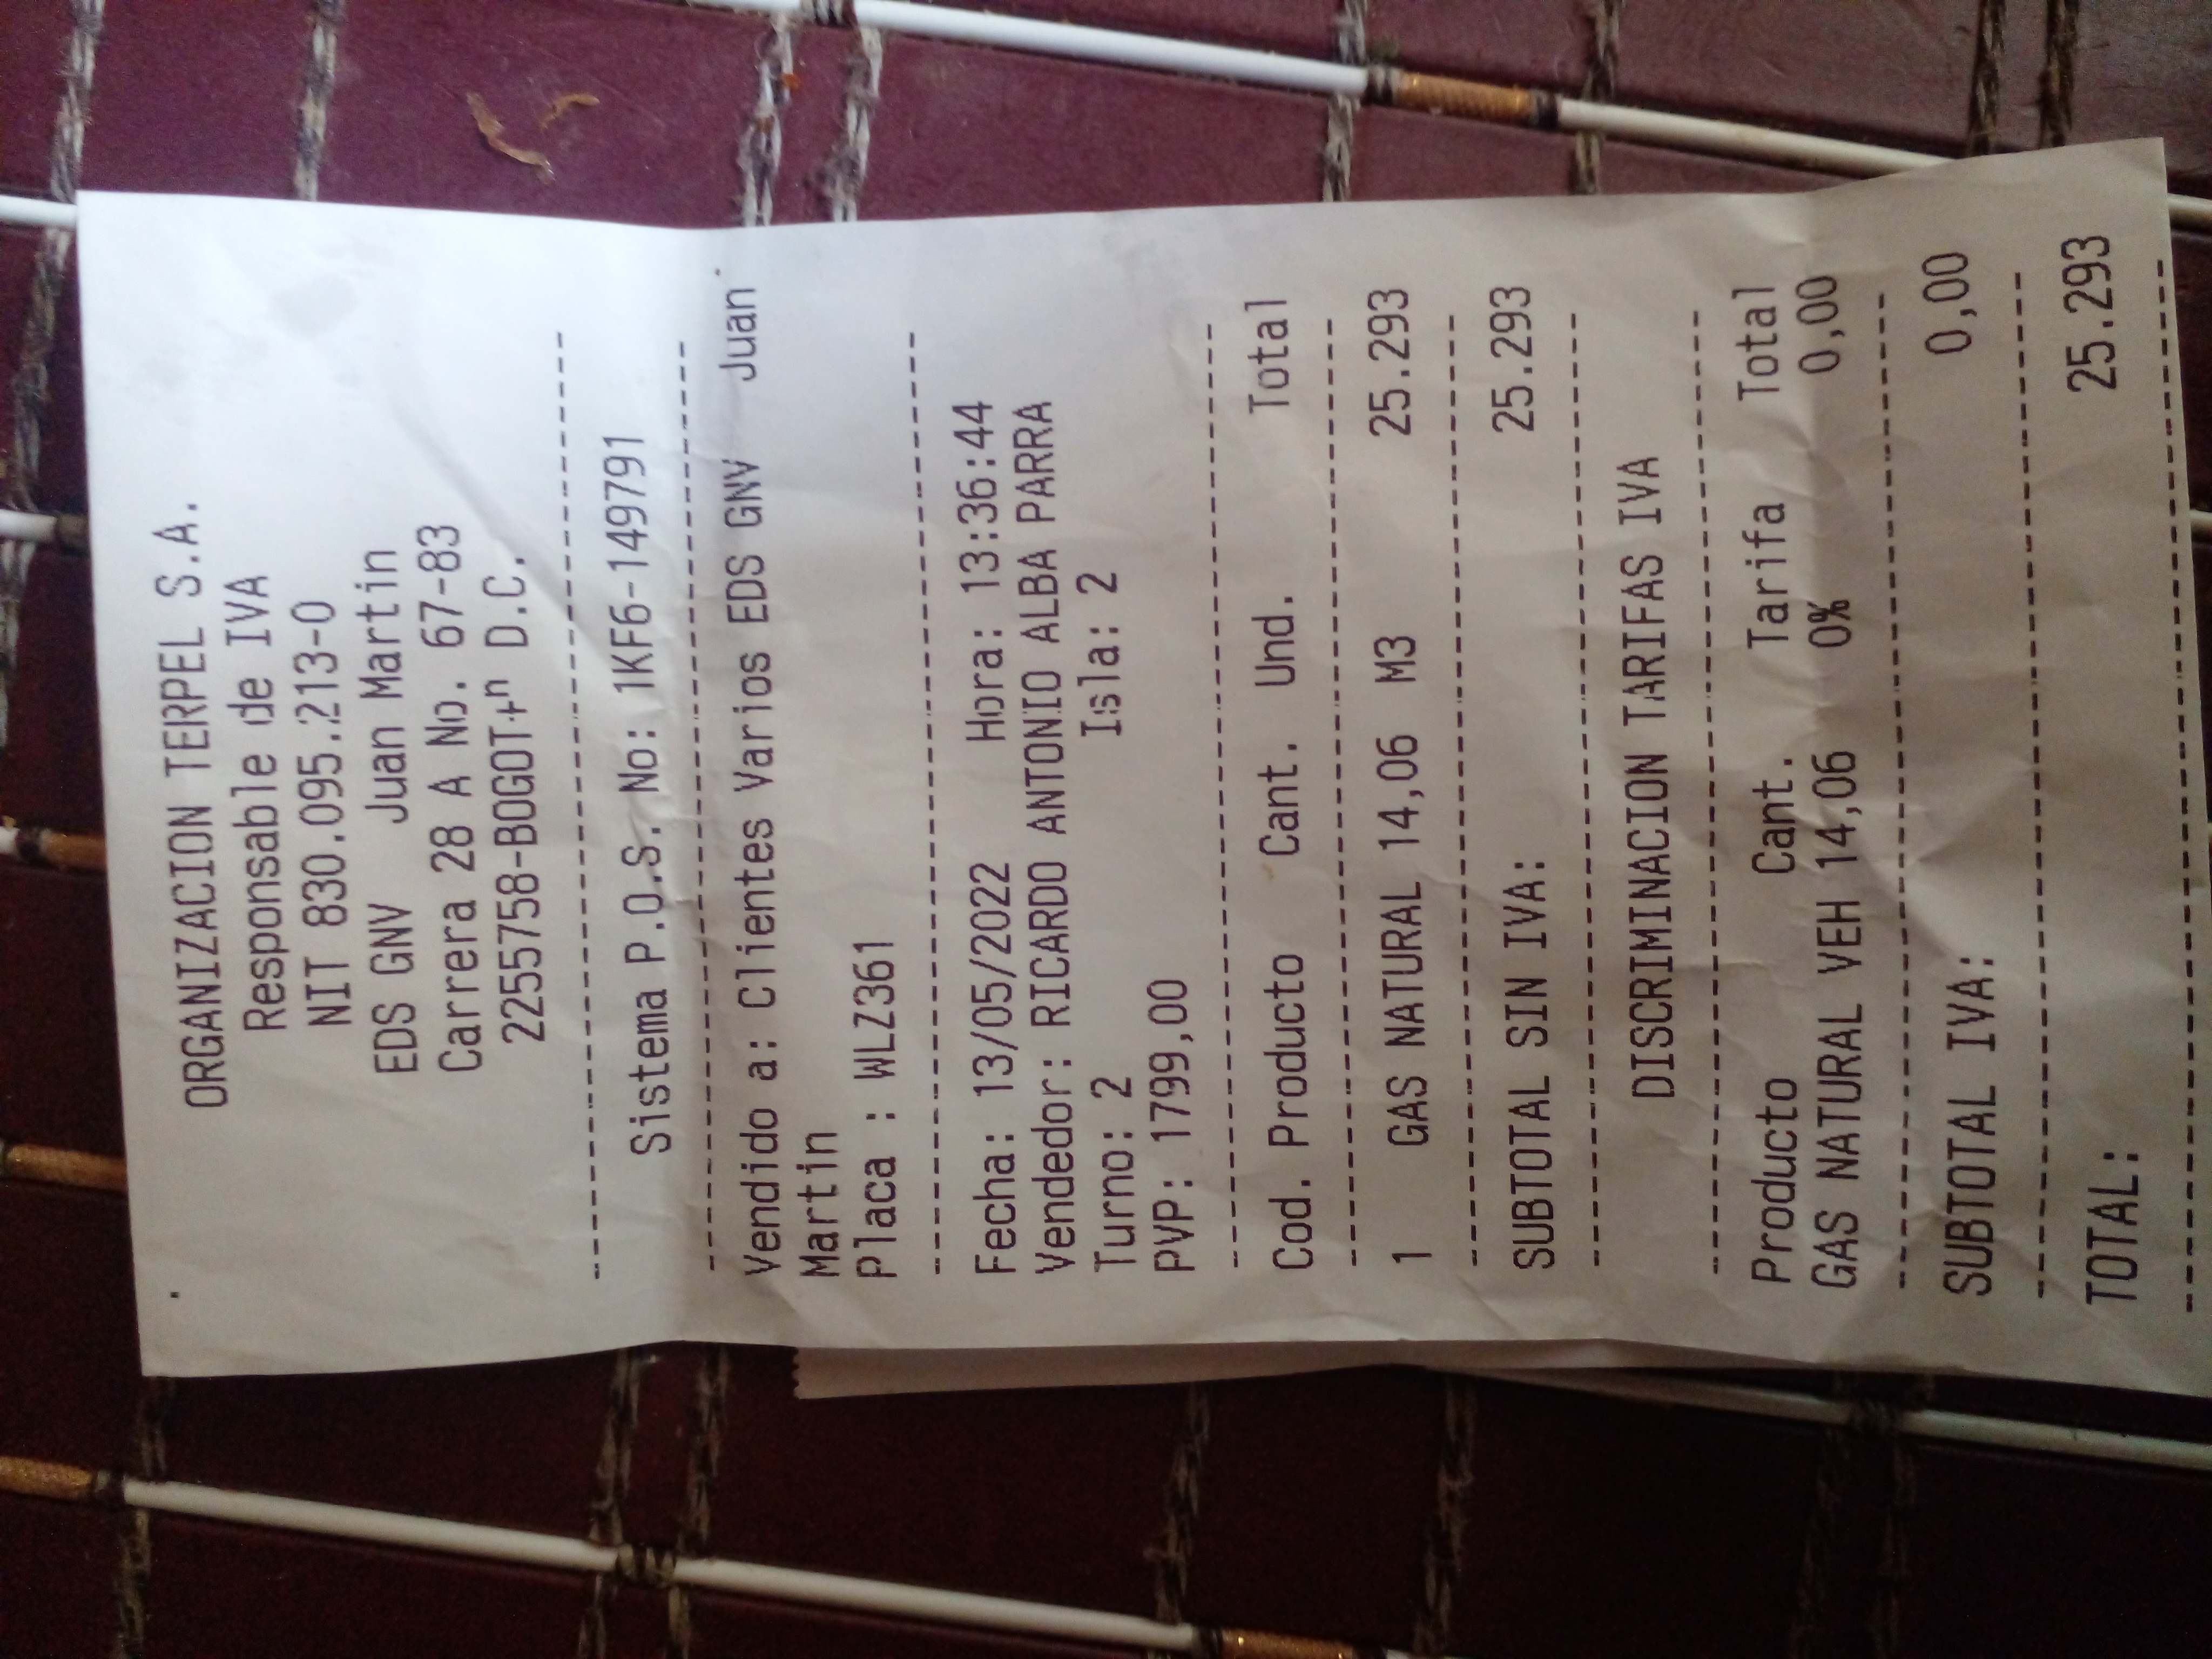 ORGANIZACION TERPEL S.A.
Responsable de IVA
NIT 830.095.213-0
EDS GNV Juan Martin
Carrera 28 A No. 67-83
2255758-BOGOT+n D.C.
Sistema P.O.S. No: 1KF6-149791
Vendido a: Clientes Varios EDS GNV Juan
Martin
Placa : WLZ361
Fecha: 13/05/2022 Hora: 13:36:44
Vendedor: RICARDO ANTONIO ALBA PARRA
Turno: 2 Isla: 2
PVP: 1799,00
Cod. Producto Cant. Und. Total
1 GAS NATURAL 14,06 M3 25.293
SUBTOTAL SIN IVA: 25.293
DISCRIMINACION TARIFAS IVA
Producto Cant. Tarifa Total
GAS NATURAL VEH 14,06 0% 0,00
SUBTOTAL IVA: 0,00
TOTAL: 25.293